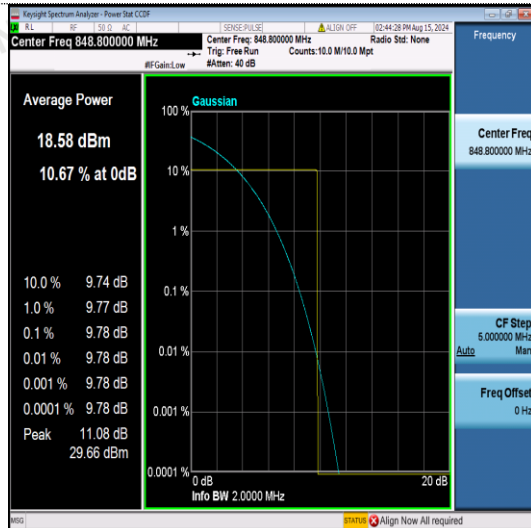 Keysight Spectrum Analyzer - Power Stat CCDF
RL RF 50 Ω AC SENSE:PULSE ALIGN OFF 02:44:28 PM Aug 15, 2024
Center Freq 848.800000 MHz
Center Freq: 848.800000 MHz Radio Std: None
Trig: Free Run Counts:10.0 M/10.0 Mpt
#IFGain:Low #Atten: 40 dB
Frequency
Average Power
18.58 dBm
10.67 % at 0dB
10.0 % 9.74 dB
1.0 % 9.77 dB
0.1 % 9.78 dB
0.01 % 9.78 dB
0.001 % 9.78 dB
0.0001 % 9.78 dB
Peak 11.08 dB
29.66 dBm
Gaussian
100 %
10 %
1 %
0.1 %
0.01 %
0.001 %
0.0001 %
0 dB 20 dB
Info BW 2.0000 MHz
Center Freq
848.800000 MHz
CF Step
5.000000 MHz
Auto Man
Freq Offset
0 Hz
MSG STATUS Align Now All required